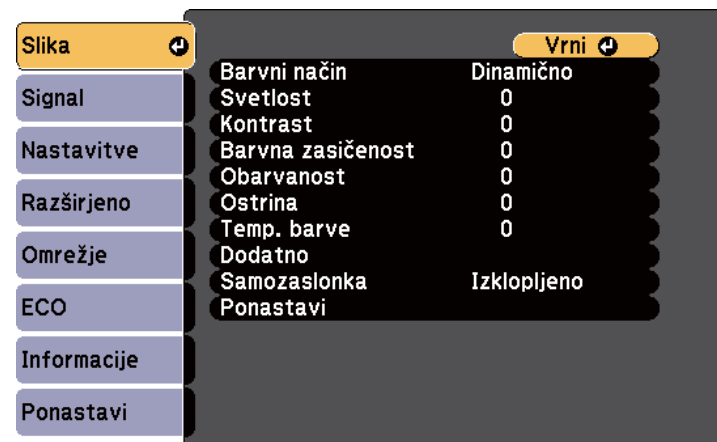 Slika
Signal
Nastavitve
Razširjeno
Omrežje
ECO
Informacije
Ponastavi
Vrni
Barvni način Dinamično
Svetlost 0
Kontrast 0
Barvna zasičenost 0
Obarvanost 0
Ostrina 0
Temp. barve 0
Dodatno
Samozaslonka Izklopljeno
Ponastavi